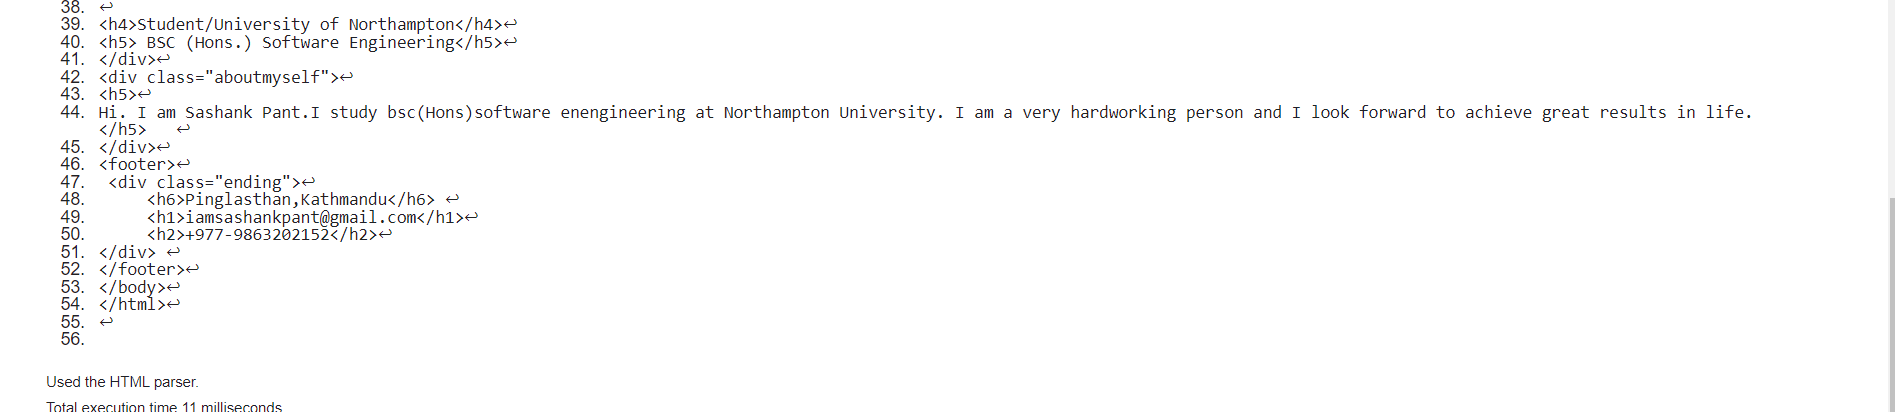 38. ↩
39. <h4>Student/University of Northampton</h4>↩
40. <h5> BSC (Hons.) Software Engineering</h5>↩
41. </div>↩
42. <div class="aboutmyself">↩
43. <h5>↩
44. Hi. I am Sashank Pant.I study bsc(Hons)software enengineering at Northampton University. I am a very hardworking person and I look forward to achieve great results in life.
</h5>   ↩
45. </div>↩
46. <footer>↩
47.  <div class="ending">↩
48.      <h6>Pinglasthan,Kathmandu</h6> ↩
49.      <h1>iamsashankpant@gmail.com</h1>↩
50.      <h2>+977-9863202152</h2>↩
51. </div> ↩
52. </footer>↩
53. </body>↩
54. </html>↩
55. ↩
56.
Used the HTML parser.
Total execution time 11 milliseconds